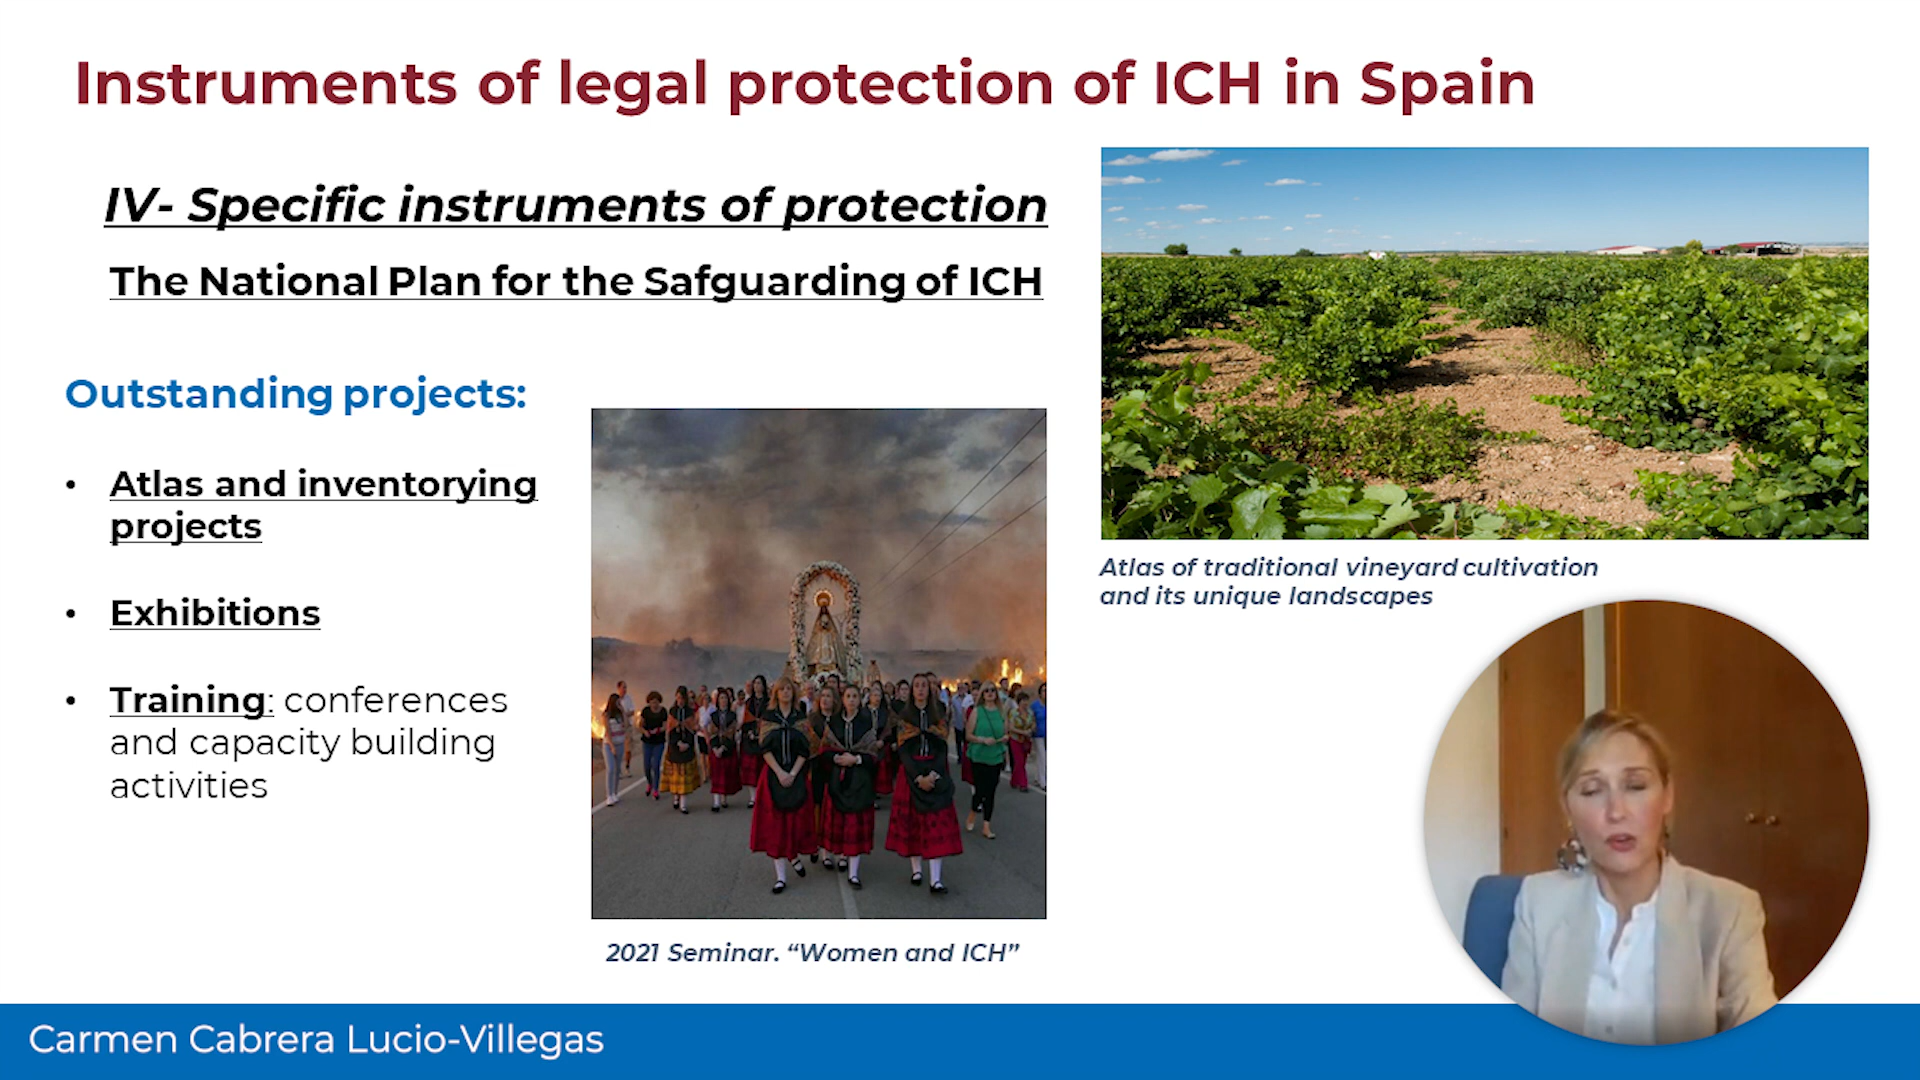 Instruments of legal protection of ICH in Spain
IV- Specific instruments of protection
The National Plan for the Safguarding of ICH
Outstanding projects:
• Atlas and inventorying
projects
• Exhibitions
• Training: conferences
and capacity building
activities
2021 Seminar. “Women and ICH”
Atlas of traditional vineyard cultivation
and its unique landscapes
Carmen Cabrera Lucio-Villegas